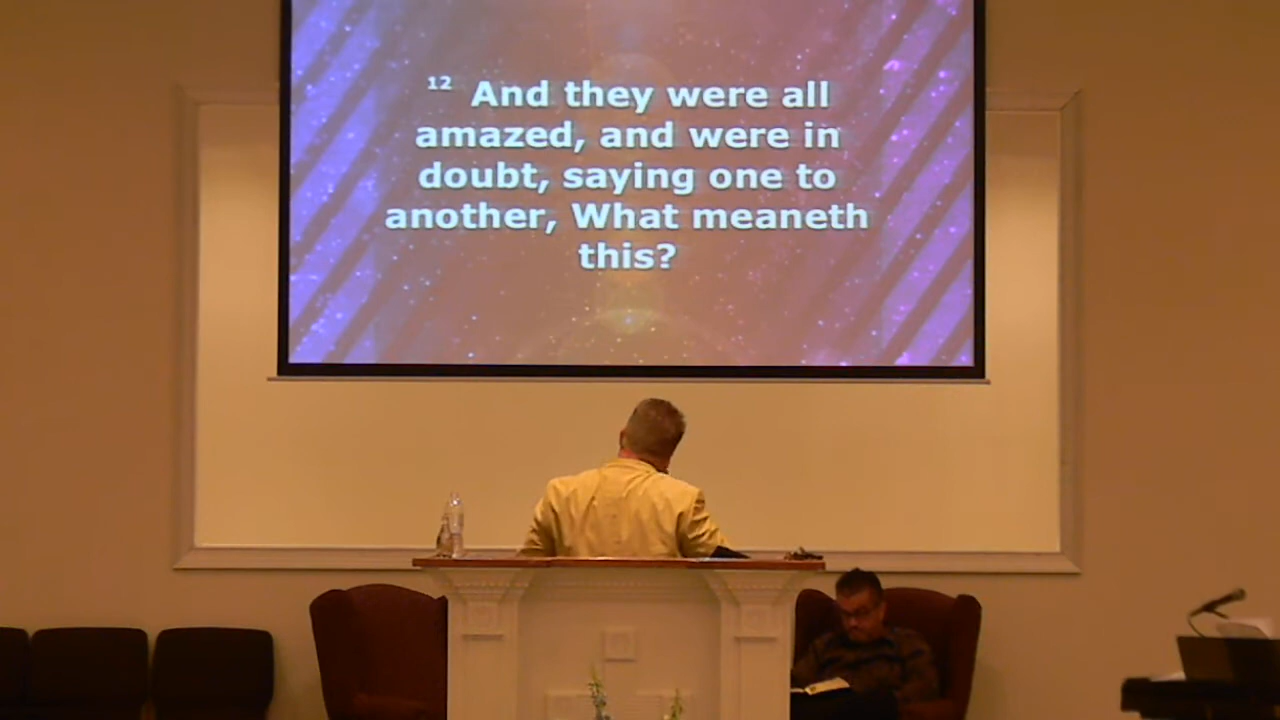 12 And they were all
amazed, and were in
doubt, saying one to
another, What meaneth
this?